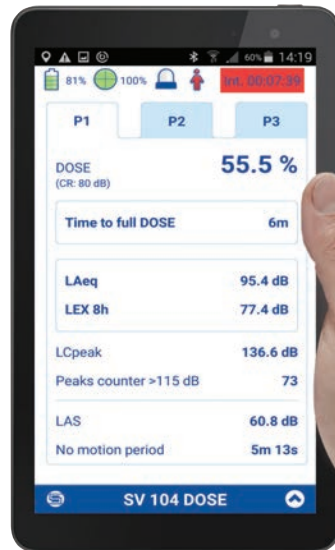 60% 14:19
81% 100% Int. 00:07:39
P1 P2 P3
DOSE 55.5 %
(CR: 80 dB)
Time to full DOSE 6m
LAeq 95.4 dB
LEX 8h 77.4 dB
LCpeak 136.6 dB
Peaks counter >115 dB 73
LAS 60.8 dB
No motion period 5m 13s
SV 104 DOSE